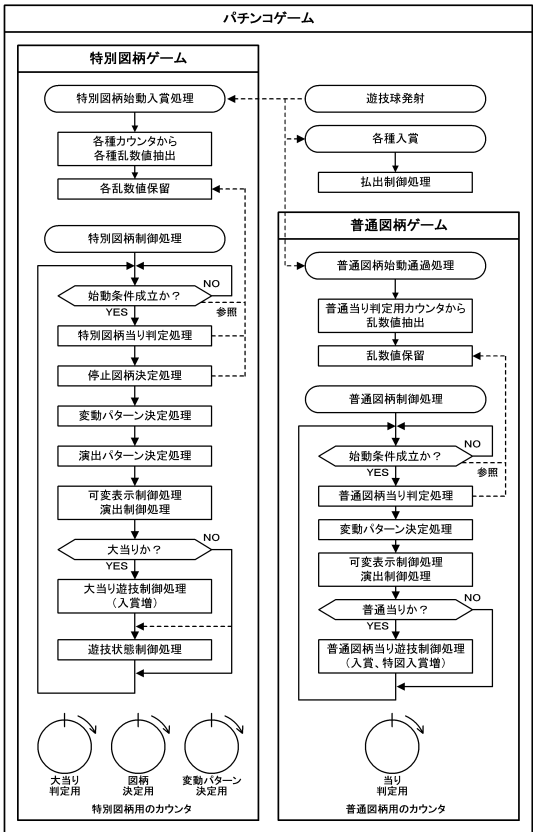 パチンコゲーム
特別図柄ゲーム
特別図柄始動入賞処理
各種カウンタから
各種乱数値抽出
各乱数値保留
特別図柄制御処理
始動条件成立か?
NO
YES
参照
特別図柄当り判定処理
停止図柄決定処理
変動パターン決定処理
演出パターン決定処理
可変表示制御処理
演出制御処理
大当りか?
NO
YES
大当り遊技制御処理
(入賞増)
遊技状態制御処理
大当り
判定用
図柄
決定用
変動パターン
決定用
特別図柄用のカウンタ
遊技球発射
各種入賞
払出制御処理
普通図柄ゲーム
普通図柄始動通過処理
普通当り判定用カウンタから
乱数値抽出
乱数値保留
普通図柄制御処理
始動条件成立か?
NO
YES
参照
普通図柄当り判定処理
変動パターン決定処理
可変表示制御処理
演出制御処理
普通当りか?
NO
YES
普通図柄当り遊技制御処理
(入賞、特図入賞増)
当り
判定用
普通図柄用のカウンタ